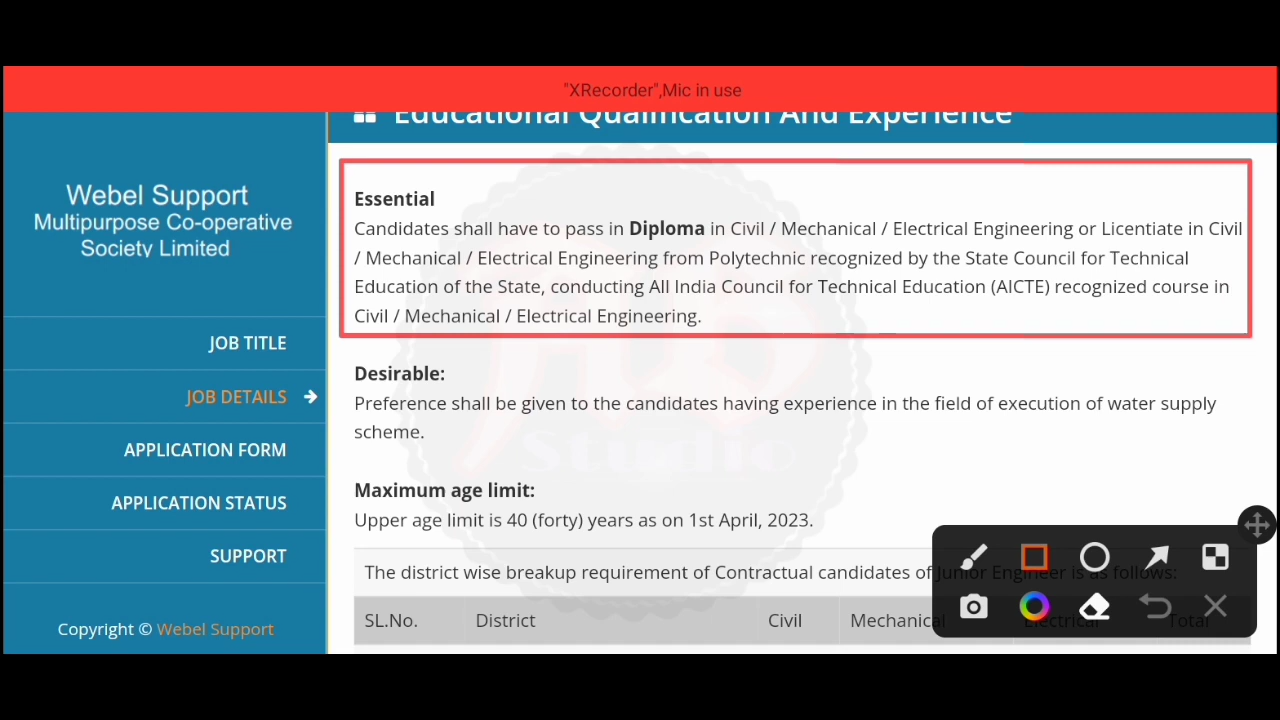 "XRecorder",Mic in use
Educational Qualification And Experience
Webel Support
Multipurpose Co-operative
Society Limited
JOB TITLE
JOB DETAILS
APPLICATION FORM
APPLICATION STATUS
SUPPORT
Copyright © Webel Support
Essential
Candidates shall have to pass in Diploma in Civil / Mechanical / Electrical Engineering or Licentiate in Civil
/ Mechanical / Electrical Engineering from Polytechnic recognized by the State Council for Technical
Education of the State, conducting All India Council for Technical Education (AICTE) recognized course in
Civil / Mechanical / Electrical Engineering.
Desirable:
Preference shall be given to the candidates having experience in the field of execution of water supply
scheme.
Maximum age limit:
Upper age limit is 40 (forty) years as on 1st April, 2023.
The district wise breakup requirement of Contractual candidates of Junior Engineer is as follows:
SL.No. District Civil Mechanical Electrical Total
Studio